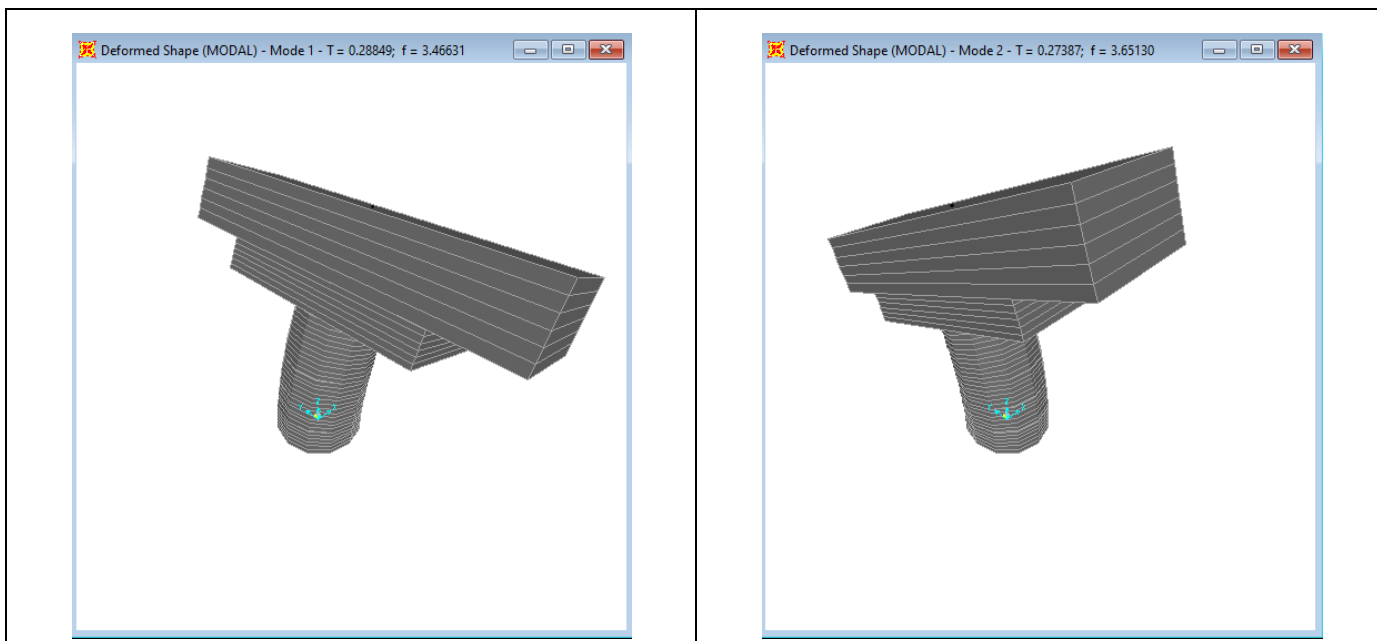 Deformed Shape (MODAL) - Mode 1 - T = 0.28849; f = 3.46631
Deformed Shape (MODAL) - Mode 2 - T = 0.27387; f = 3.65130